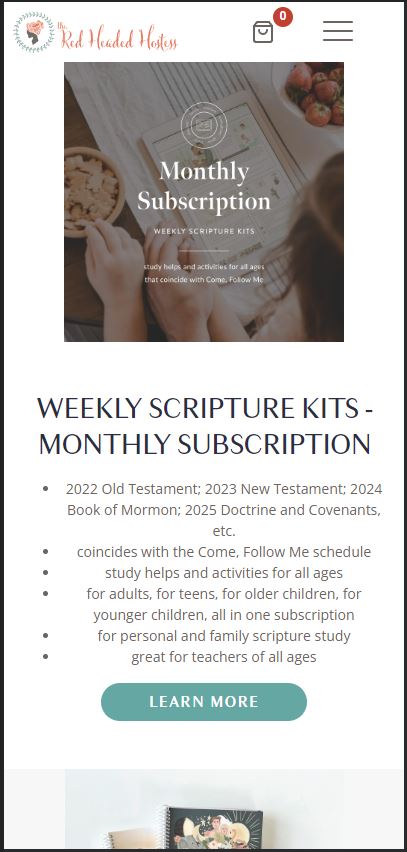 the Red Headed Hostess
0
Monthly
Subscription
WEEKLY SCRIPTURE KITS
study helps and activities for all ages
that coincide with Come, Follow Me
WEEKLY SCRIPTURE KITS -
MONTHLY SUBSCRIPTION
2022 Old Testament; 2023 New Testament; 2024
Book of Mormon; 2025 Doctrine and Covenants,
etc.
coincides with the Come, Follow Me schedule
study helps and activities for all ages
for adults, for teens, for older children, for
younger children, all in one subscription
for personal and family scripture study
great for teachers of all ages
LEARN MORE